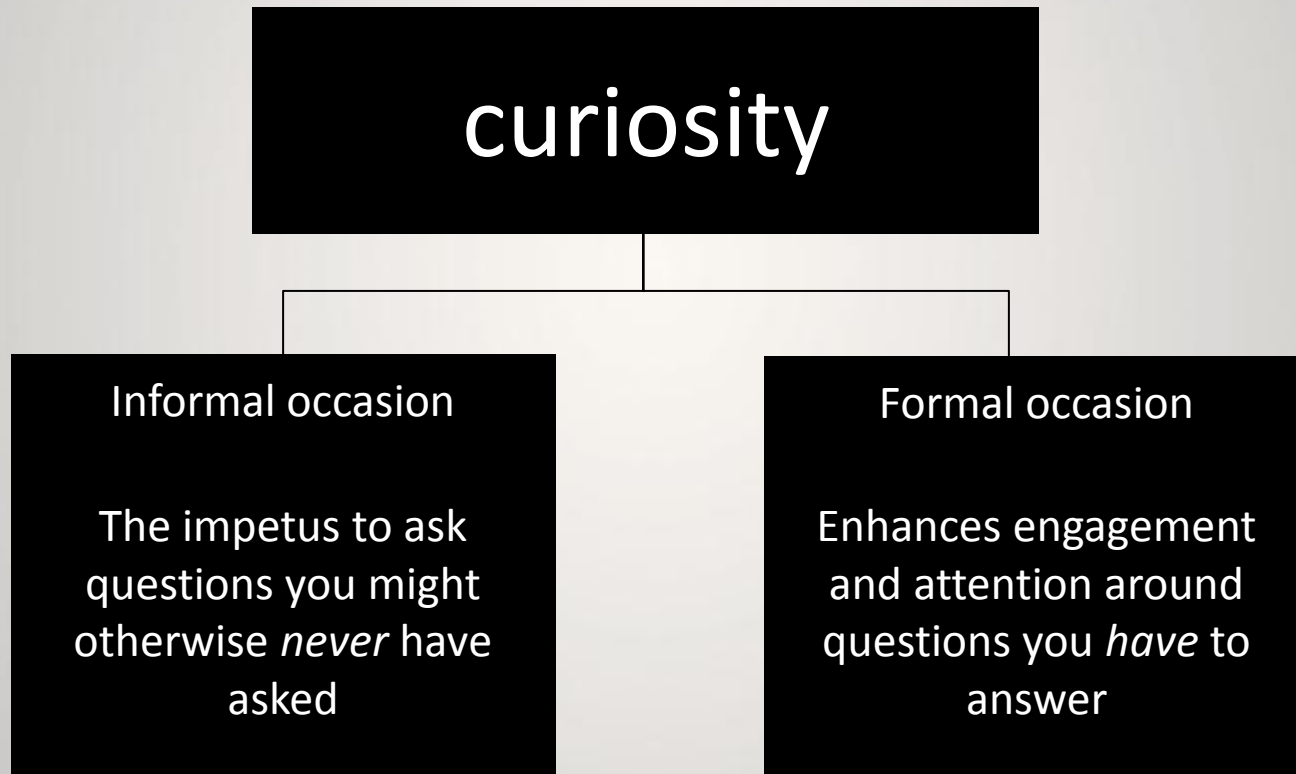 curiosity
Informal occasion
The impetus to ask
questions you might
otherwise never have
asked
Formal occasion
Enhances engagement
and attention around
questions you have to
answer